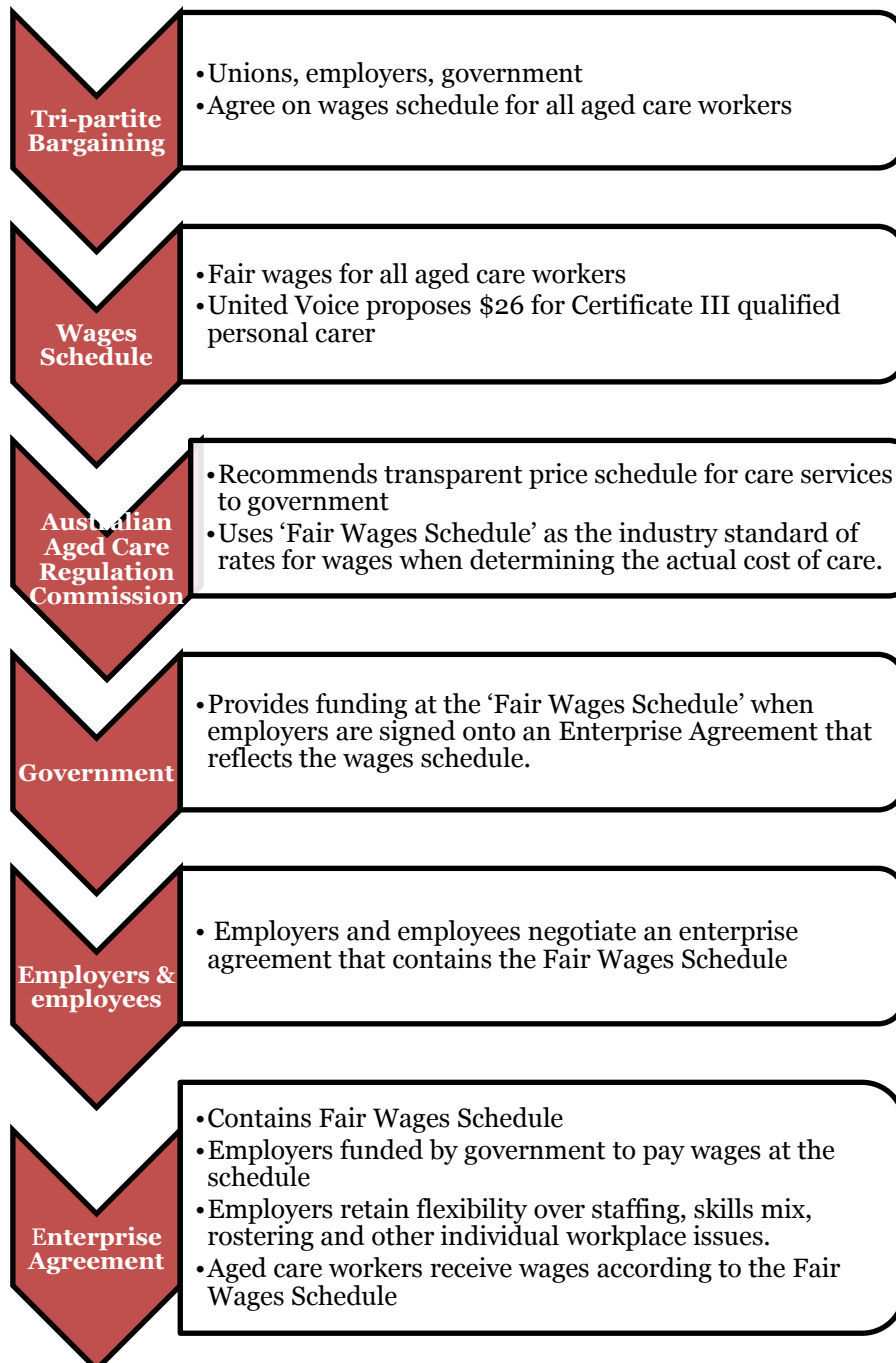 Tri-partite
Bargaining
•Unions, employers, government
•Agree on wages schedule for all aged care workers
Wages
Schedule
•Fair wages for all aged care workers
•United Voice proposes $26 for Certificate III qualified
personal carer
Australian
Aged Care
Regulation
Commission
•Recommends transparent price schedule for care services
to government
•Uses ‘Fair Wages Schedule’ as the industry standard of
rates for wages when determining the actual cost of care.
Government
•Provides funding at the ‘Fair Wages Schedule’ when
employers are signed onto an Enterprise Agreement that
reflects the wages schedule.
Employers &
employees
• Employers and employees negotiate an enterprise
agreement that contains the Fair Wages Schedule
Enterprise
Agreement
•Contains Fair Wages Schedule
•Employers funded by government to pay wages at the
schedule
•Employers retain flexibility over staffing, skills mix,
rostering and other individual workplace issues.
•Aged care workers receive wages according to the Fair
Wages Schedule